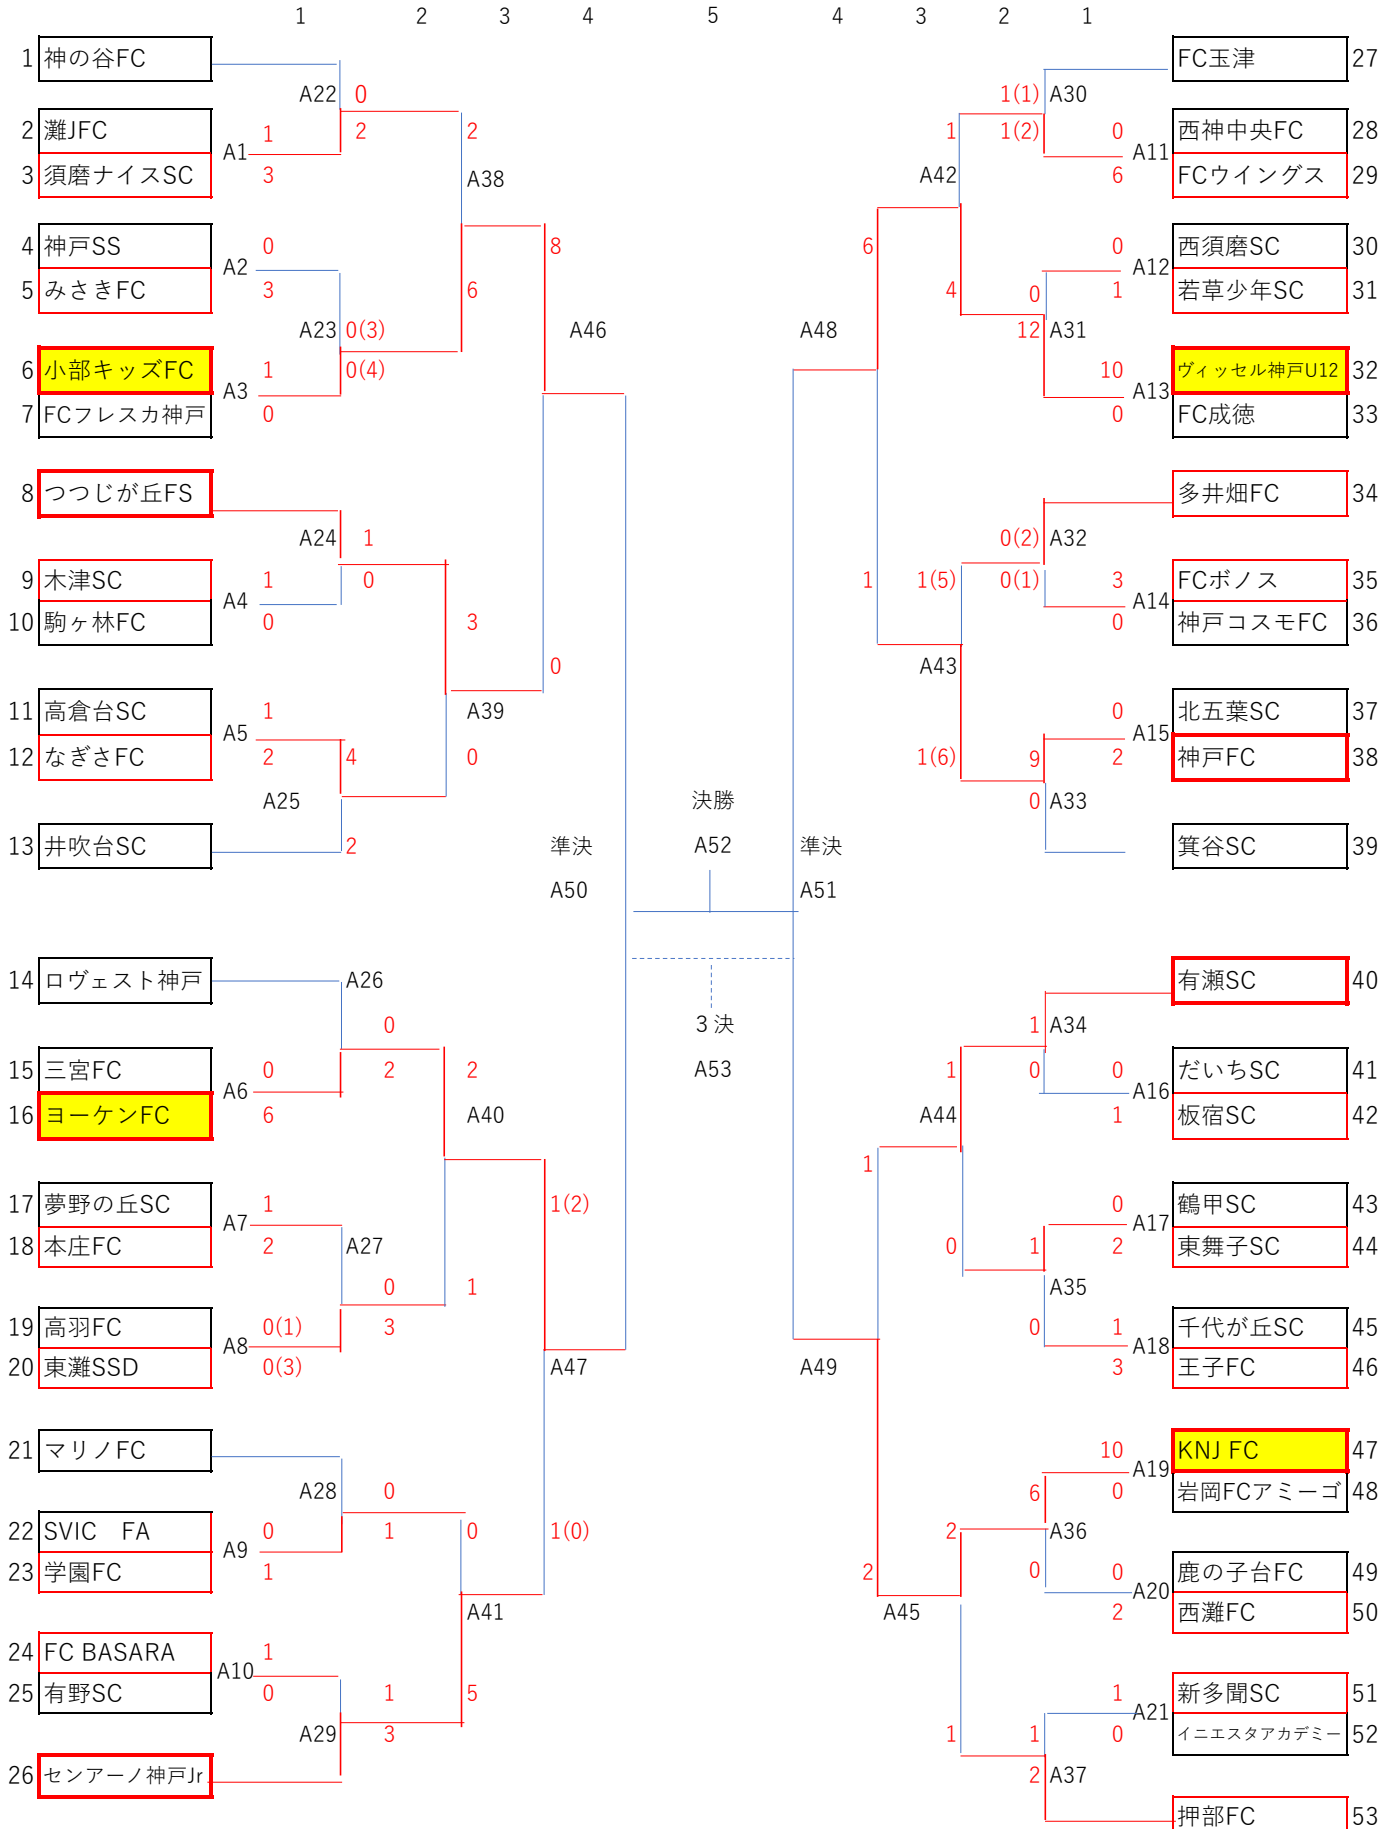 1 2 3 4 5 4 3 2 1
1 神の谷FC
A22 0
2
2 灘JFC
1
A1
3 須磨ナイスSC
3
2
A38
6
4 神戸SS
0
A2
5 みさきFC
3
A23 0(3)
0(4)
6 小部キッズFC
1
A3
7 FCフレスカ神戸
0
8
A46
0
8 つつじが丘FS
A24 1
0
9 木津SC
1
A4
10 駒ヶ林FC
0
3
A39
0
11 高倉台SC
1
A5
12 なぎさFC
2
4
A25
2
13 井吹台SC
準決
A50
決勝
A52
準決
A51
3決
A53
14 ロヴェスト神戸
A26
0
2
15 三宮FC
0
A6
16 ヨーケンFC
6
2
A40
1
17 夢野の丘SC
1
A7
18 本庄FC
2
A27
0
3
19 高羽FC
0(1)
A8
20 東灘SSD
0(3)
1(2)
A47
1(0)
21 マリノFC
A28 0
1
22 SVIC　FA
0
A9
23 学園FC
1
0
A41
5
24 FC BASARA
1
A10
25 有野SC
0
1
A29
3
26 センアーノ神戸Jr
FC玉津 27
1(1) A30
1(2)
0
A11
6
西神中央FC 28
FCウイングス 29
1
A42
4
0
A12
1
西須磨SC 30
若草少年SC 31
0
12 A31
10
A13
0
ヴィッセル神戸U12 32
FC成徳 33
6
A48
1
多井畑FC 34
0(2) A32
0(1)
3
A14
0
FCボノス 35
神戸コスモFC 36
1(5)
A43
1(6)
0
A15
2
北五葉SC 37
神戸FC 38
9
0 A33
箕谷SC 39
有瀬SC 40
1 A34
0
0
A16
1
だいちSC 41
板宿SC 42
1
A44
0
0
A17
2
鶴甲SC 43
東舞子SC 44
1
A35
0
1
A18
3
千代が丘SC 45
王子FC 46
1
A49
2
10
A19
0
KNJ FC 47
岩岡FCアミーゴ 48
6
A36
0
0
A20
2
鹿の子台FC 49
西灘FC 50
2
A45
1
1
A21
0
新多聞SC 51
イニエスタアカデミー 52
1
2 A37
押部FC 53